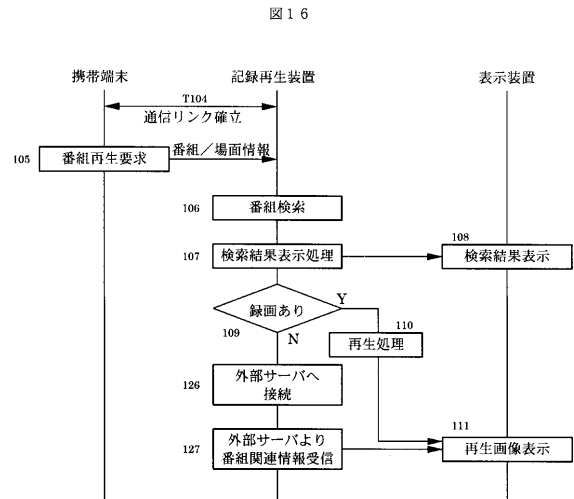 図１６
携帯端末
記録再生装置
表示装置
T104
通信リンク確立
105
番組再生要求
番組／場面情報
106
番組検索
107
検索結果表示処理
108
検索結果表示
109
録画あり
Y
N
110
再生処理
126
外部サーバへ
接続
127
外部サーバより
番組関連情報受信
111
再生画像表示